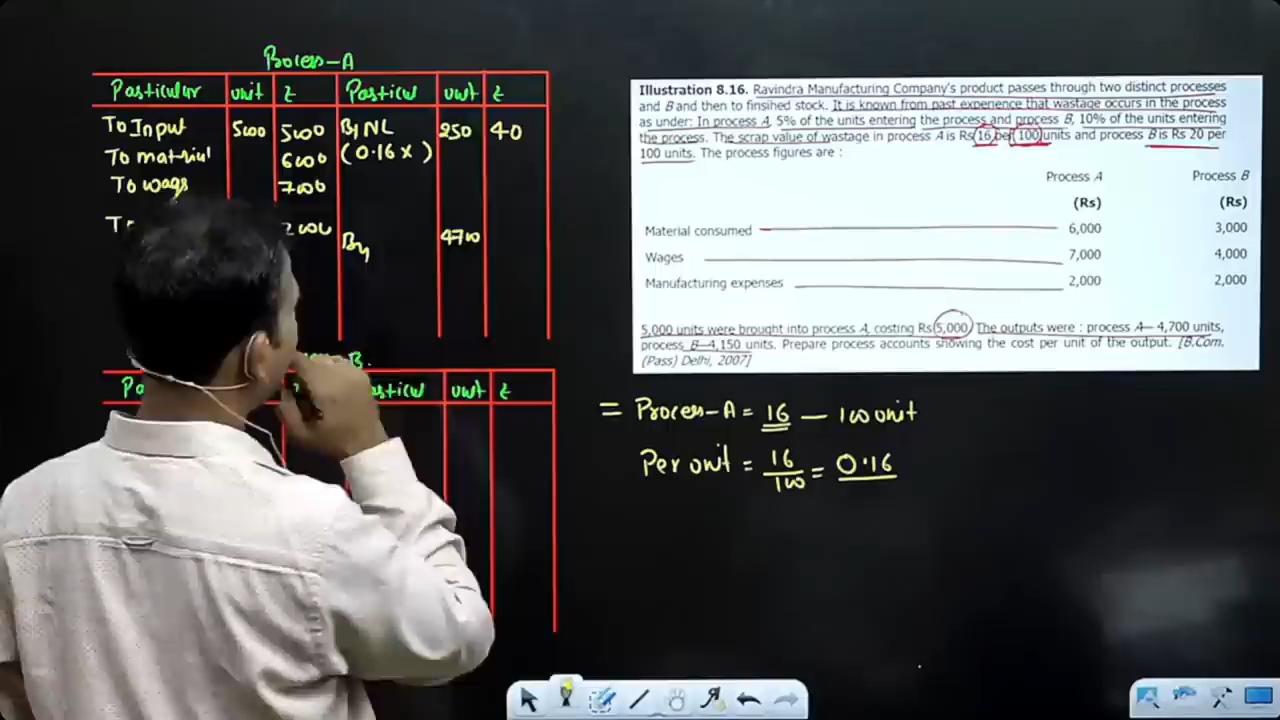 Process-A
Particular unit ₹ Particul unit ₹
To Input 5000 5000 By NL 250 40
To material 6000 (0.16 x )
To wags 7000
2000 By 4700
B.
Particul unit ₹
Illustration 8.16. Ravindra Manufacturing Company's product passes through two distinct processes
and B and then to finsihed stock. It is known from past experience that wastage occurs in the process
as under: In process A, 5% of the units entering the process and process B, 10% of the units entering
the process. The scrap value of wastage in process A is Rs 16 per 100 units and process B is Rs 20 per
100 units. The process figures are :
Process A Process B
(Rs) (Rs)
Material consumed 6,000 3,000
Wages 7,000 4,000
Manufacturing expenses 2,000 2,000
5,000 units were brought into process A, costing Rs 5,000 The outputs were : process A— 4,700 units,
process B—4,150 units. Prepare process accounts showing the cost per unit of the output. [B.Com.
(Pass) Delhi, 2007]
= Process-A = 16 — 100 unit
Per unit = 16/100 = 0.16